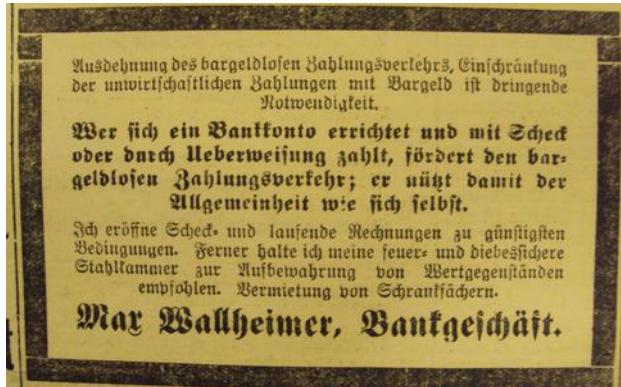 Ausdehnung des bargeldlosen Zahlungsverkehrs, Einschränkung
der unwirtschaftlichen Zahlungen mit Bargeld ist dringende
Notwendigkeit.
Wer sich ein Bankkonto errichtet und mit Scheck
oder durch Ueberweisung zahlt, fördert den bar-
geldlosen Zahlungsverkehr; er nützt damit der
Allgemeinheit wie sich selbst.
Ich eröffne Scheck- und laufende Rechnungen zu günstigsten
Bedingungen. Ferner halte ich meine feuer- und diebessichere
Stahlkammer zur Aufbewahrung von Wertgegenständen
empfohlen. Vermietung von Schrankfächern.
Max Wallheimer, Bankgeschäft.